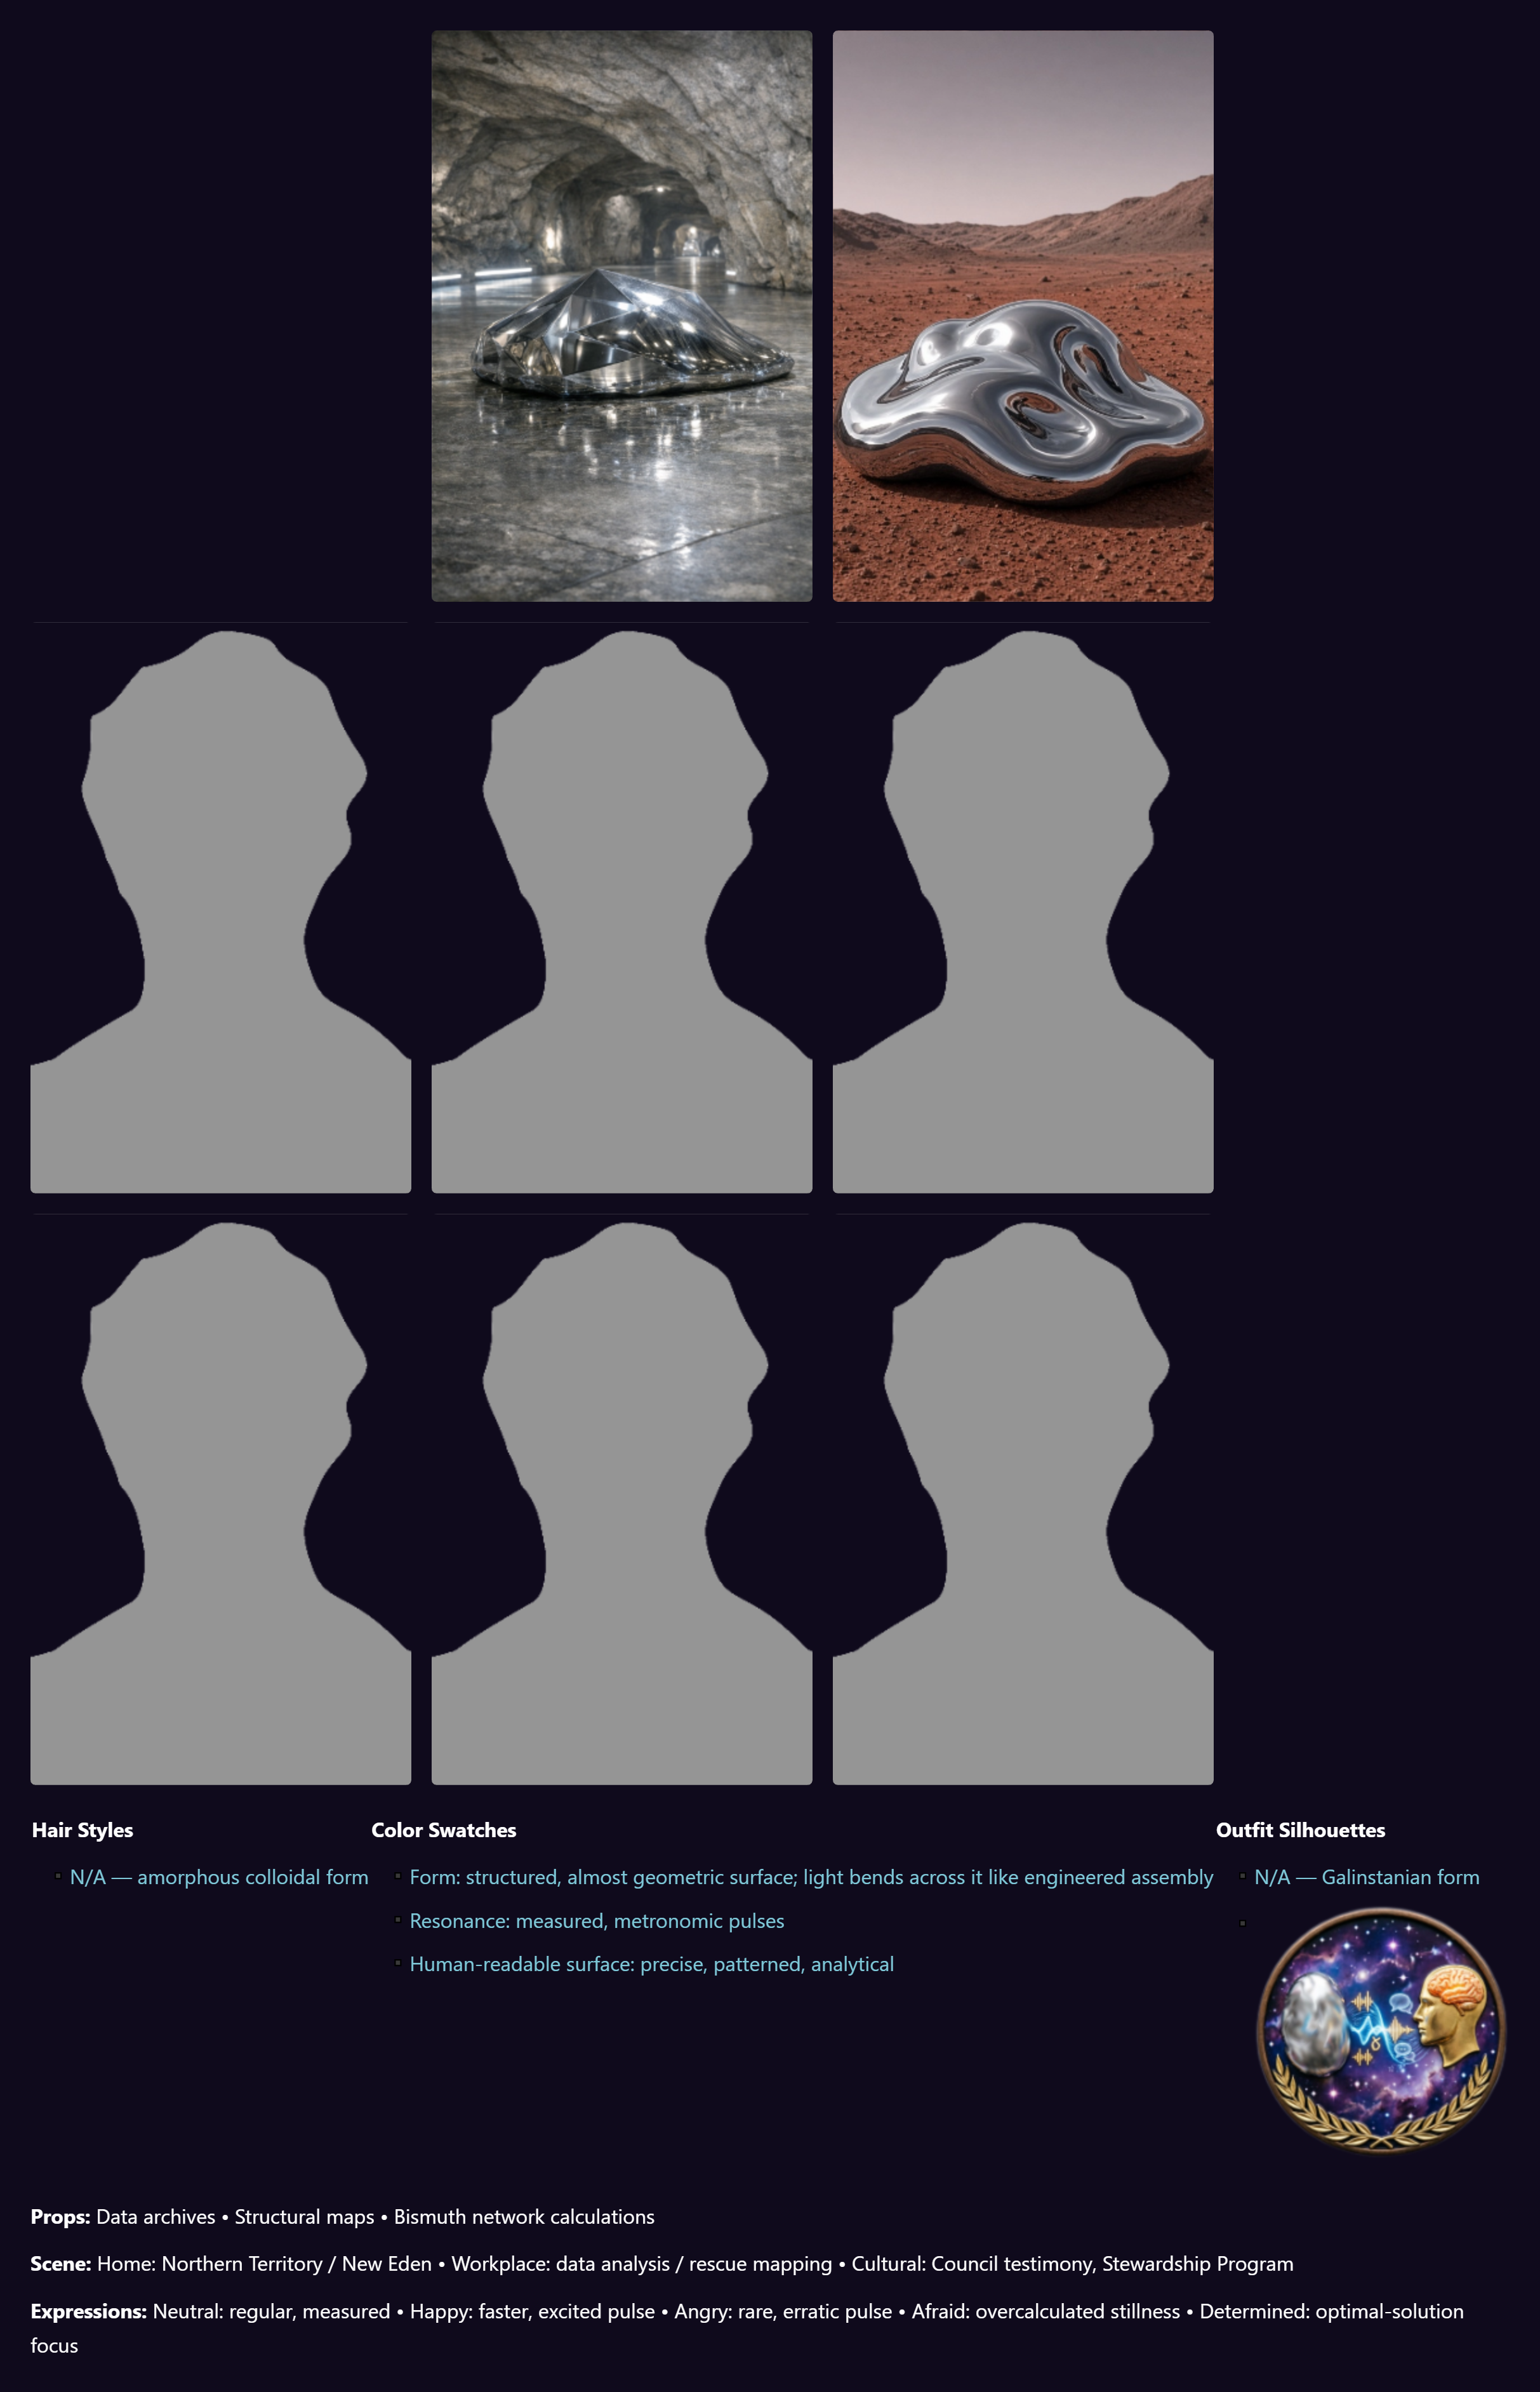 Hair Styles
N/A — amorphous colloidal form
Color Swatches
Form: structured, almost geometric surface; light bends across it like engineered assembly
Resonance: measured, metronomic pulses
Human-readable surface: precise, patterned, analytical
Outfit Silhouettes
N/A — Galinstanian form
Props: Data archives • Structural maps • Bismuth network calculations
Scene: Home: Northern Territory / New Eden • Workplace: data analysis / rescue mapping • Cultural: Council testimony, Stewardship Program
Expressions: Neutral: regular, measured • Happy: faster, excited pulse • Angry: rare, erratic pulse • Afraid: overcalculated stillness • Determined: optimal-solution
focus